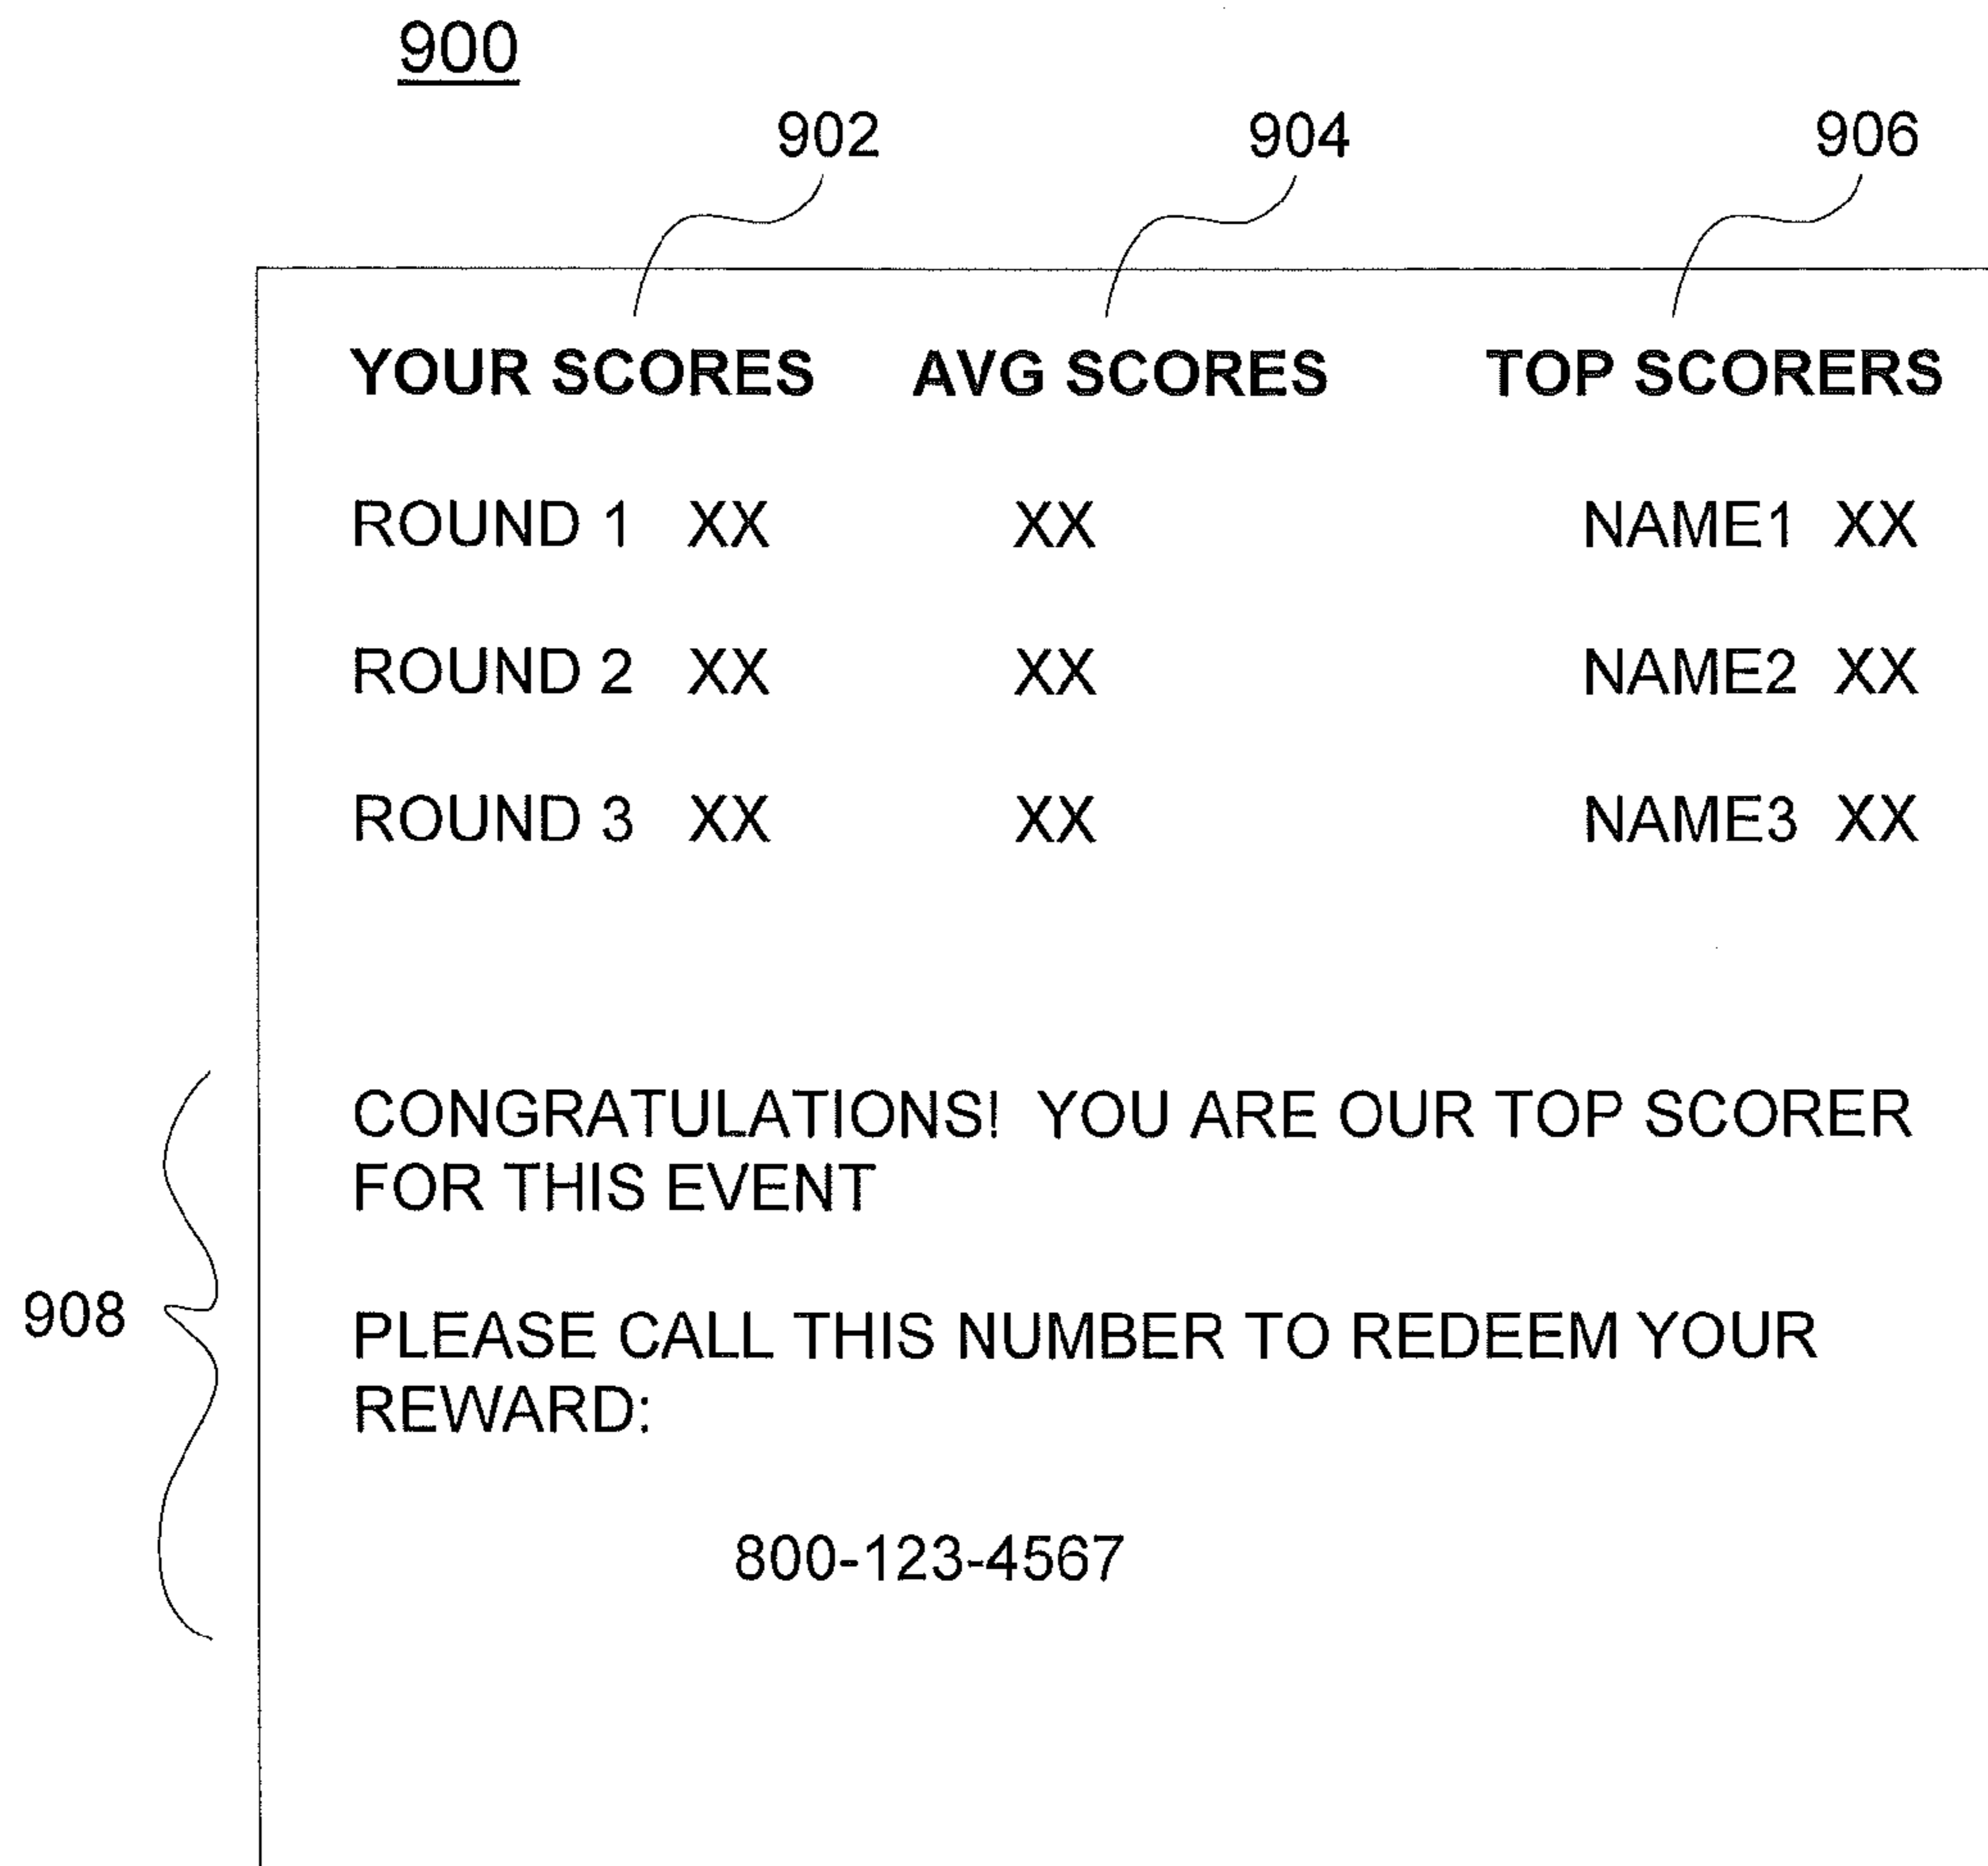 900
902 904 906
YOUR SCORES AVG SCORES TOP SCORERS
ROUND 1 XX XX NAME1 XX
ROUND 2 XX XX NAME2 XX
ROUND 3 XX XX NAME3 XX
CONGRATULATIONS! YOU ARE OUR TOP SCORER
FOR THIS EVENT
908
PLEASE CALL THIS NUMBER TO REDEEM YOUR
REWARD:
800-123-4567